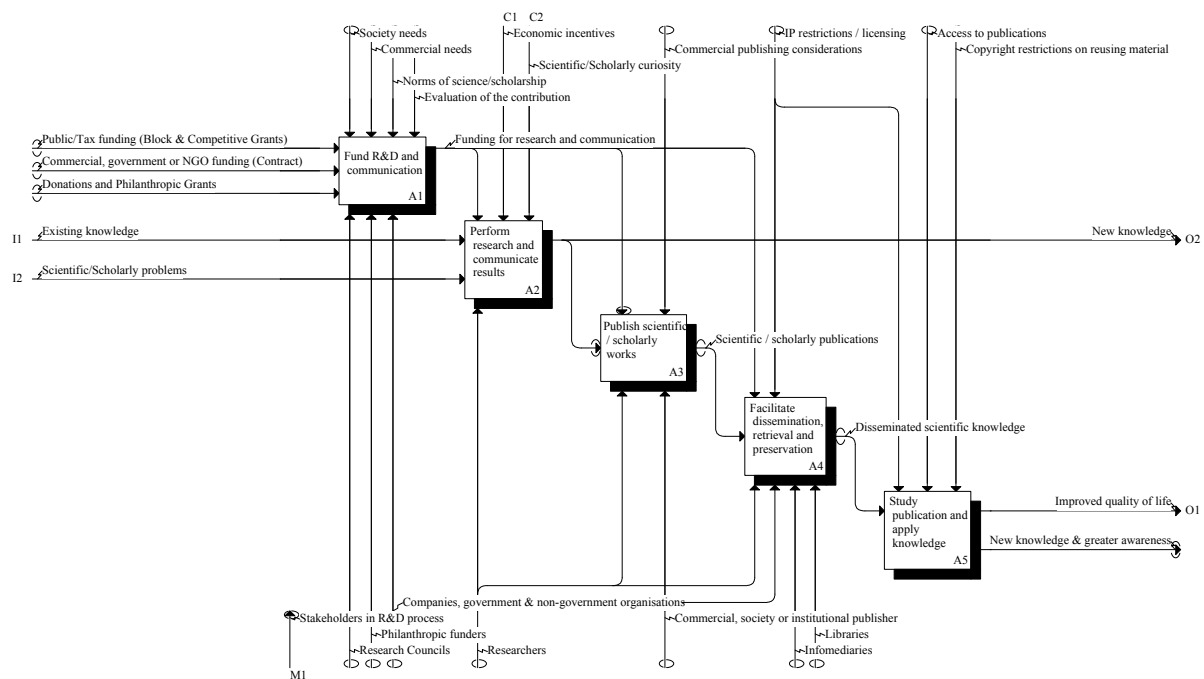 C1 C2
Society needs
Economic incentives
IP restrictions / licensing
Access to publications
Commercial needs
Commercial publishing considerations
Copyright restrictions on reusing material
Scientific/Scholarly curiosity
Norms of science/scholarship
Evaluation of the contribution
Public/Tax funding (Block & Competitive Grants)
Funding for research and communication
Fund R&D and
communication
A1
Commercial, government or NGO funding (Contract)
Donations and Philanthropic Grants
I1
Existing knowledge
Perform
research and
communicate
results
A2
New knowledge
O2
I2
Scientific/Scholarly problems
Publish scientific
/ scholarly
works
A3
Scientific / scholarly publications
Facilitate
dissemination,
retrieval and
preservation
A4
Disseminated scientific knowledge
Study
publication and
apply
knowledge
A5
Improved quality of life
O1
New knowledge & greater awareness
Companies, government & non-government organisations
Stakeholders in R&D process
Commercial, society or institutional publisher
Philanthropic funders
Libraries
Research Councils
Researchers
Infomediaries
M1